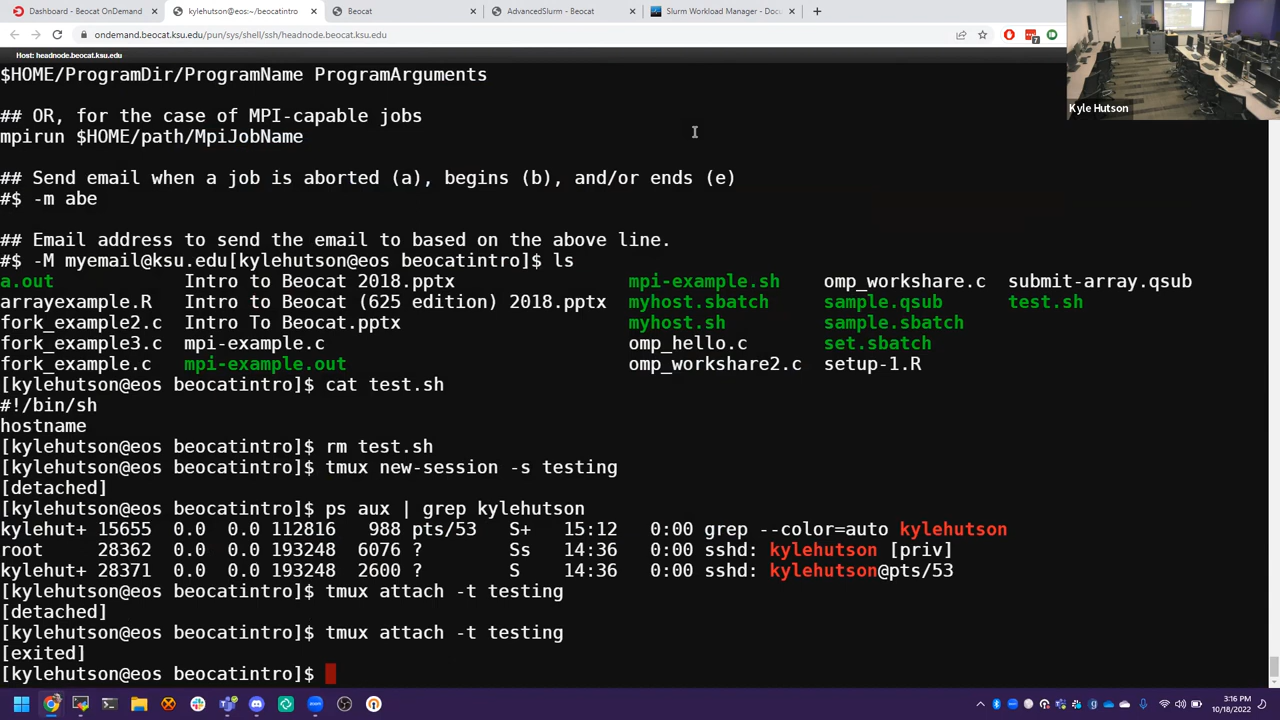 Dashboard - Beocat OnDemand
kylehutson@eos:~/beocatintro
Beocat
AdvancedSlurm - Beocat
Slurm Workload Manager - Docu
ondemand.beocat.ksu.edu/pun/sys/shell/ssh/headnode.beocat.ksu.edu
7
Host: headnode.beocat.ksu.edu
Kyle Hutson
$HOME/ProgramDir/ProgramName ProgramArguments
## OR, for the case of MPI-capable jobs
mpirun $HOME/path/MpiJobName
## Send email when a job is aborted (a), begins (b), and/or ends (e)
#$ -m abe
## Email address to send the email to based on the above line.
#$ -M myemail@ksu.edu[kylehutson@eos beocatintro]$ ls
a.out Intro to Beocat 2018.pptx mpi-example.sh omp_workshare.c submit-array.qsub
arrayexample.R Intro to Beocat (625 edition) 2018.pptx myhost.sbatch sample.qsub test.sh
fork_example2.c Intro To Beocat.pptx myhost.sh sample.sbatch
fork_example3.c mpi-example.c omp_hello.c set.sbatch
fork_example.c mpi-example.out omp_workshare2.c setup-1.R
[kylehutson@eos beocatintro]$ cat test.sh
#!/bin/sh
hostname
[kylehutson@eos beocatintro]$ rm test.sh
[kylehutson@eos beocatintro]$ tmux new-session -s testing
[detached]
[kylehutson@eos beocatintro]$ ps aux | grep kylehutson
kylehut+ 15655 0.0 0.0 112816 988 pts/53 S+ 15:12 0:00 grep --color=auto kylehutson
root 28362 0.0 0.0 193248 6076 ? Ss 14:36 0:00 sshd: kylehutson [priv]
kylehut+ 28371 0.0 0.0 193248 2600 ? S 14:36 0:00 sshd: kylehutson@pts/53
[kylehutson@eos beocatintro]$ tmux attach -t testing
[detached]
[kylehutson@eos beocatintro]$ tmux attach -t testing
[exited]
[kylehutson@eos beocatintro]$
3:16 PM
10/18/2022